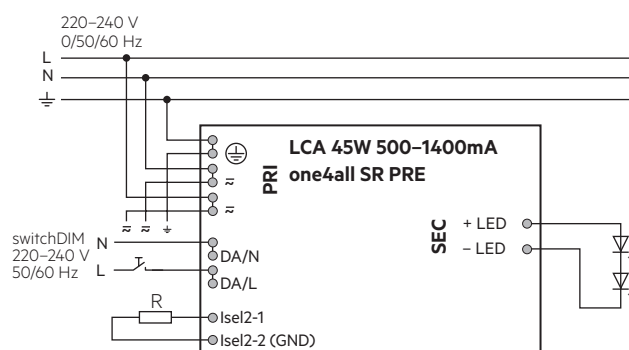 220–240 V
0/50/60 Hz
L
N
LCA 45W 500–1400mA
one4all SR PRE
PRI
SEC
+ LED
– LED
switchDIM
220–240 V
50/60 Hz
N
L
DA/N
DA/L
R
Isel2-1
Isel2-2 (GND)